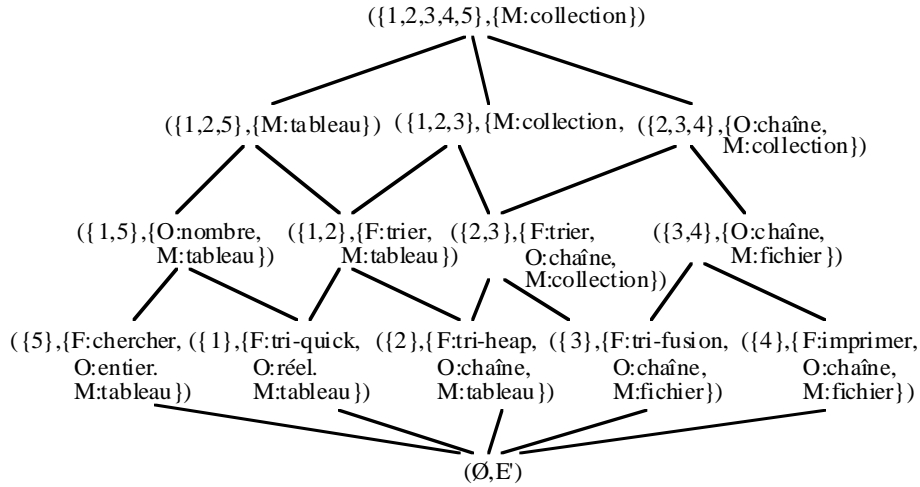 ({1,2,3,4,5},{M:collection})
({1,2,5},{M:tableau}) ({1,2,3},{M:collection, ({2,3,4},{O:chaîne,
M:collection})
({1,5},{O:nombre, ({1,2},{F:trier, ({2,3},{F:trier, ({3,4},{O:chaîne,
M:tableau}) M:tableau}) O:chaîne, M:fichier})
M:collection})
({5},{F:chercher, ({1},{F:tri-quick, ({2},{F:tri-heap, ({3},{F:tri-fusion, ({4},{F:imprimer,
O:entier. O:réel. O:chaîne, O:chaîne, O:chaîne,
M:tableau}) M:tableau}) M:tableau}) M:fichier}) M:fichier})
(Ø,E')